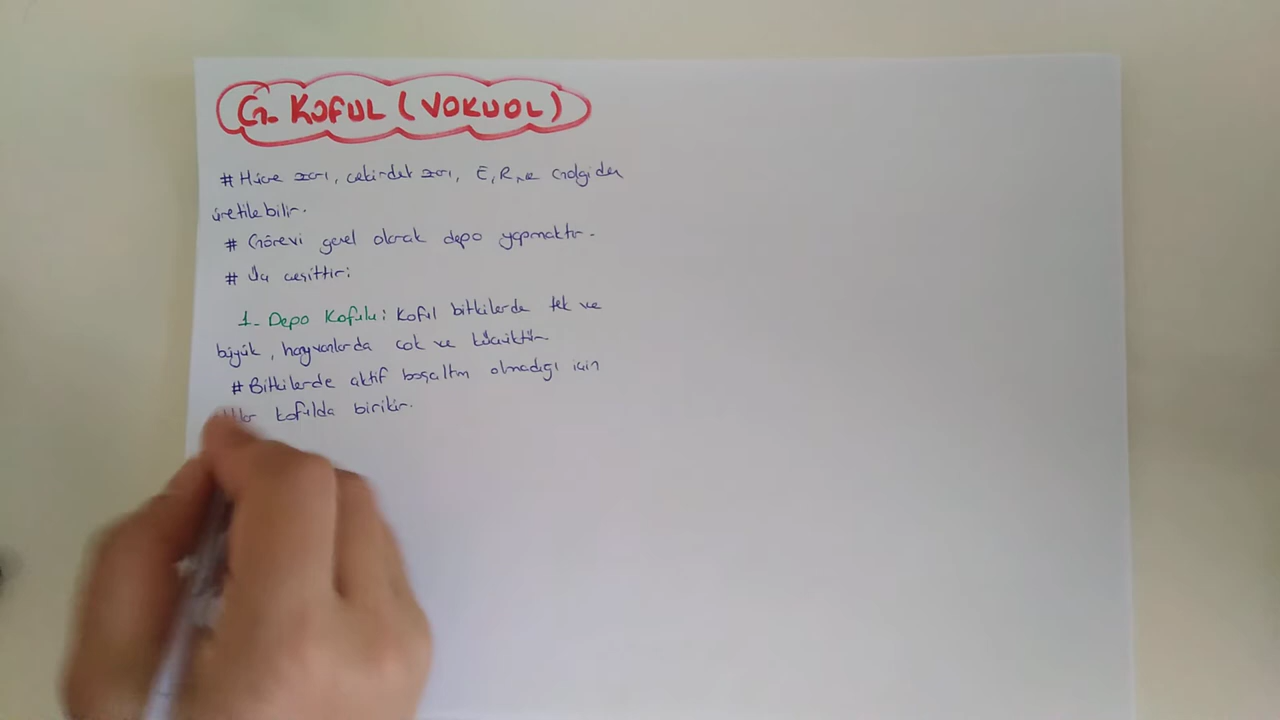 G. KOFUL (VOKUOL)
# Hücre zarı, çekirdek zarı, E,R, ve Golgiden
üretilebilir.
# Görevi genel olarak depo yapmaktır.
# Üç çeşittir:
1- Depo Kofulu: Koful bitkilerde tek ve
büyük, hayvanlarda çok ve küçüktür.
# Bitkilerde aktif boşaltım olmadığı için
kofulda birikir.